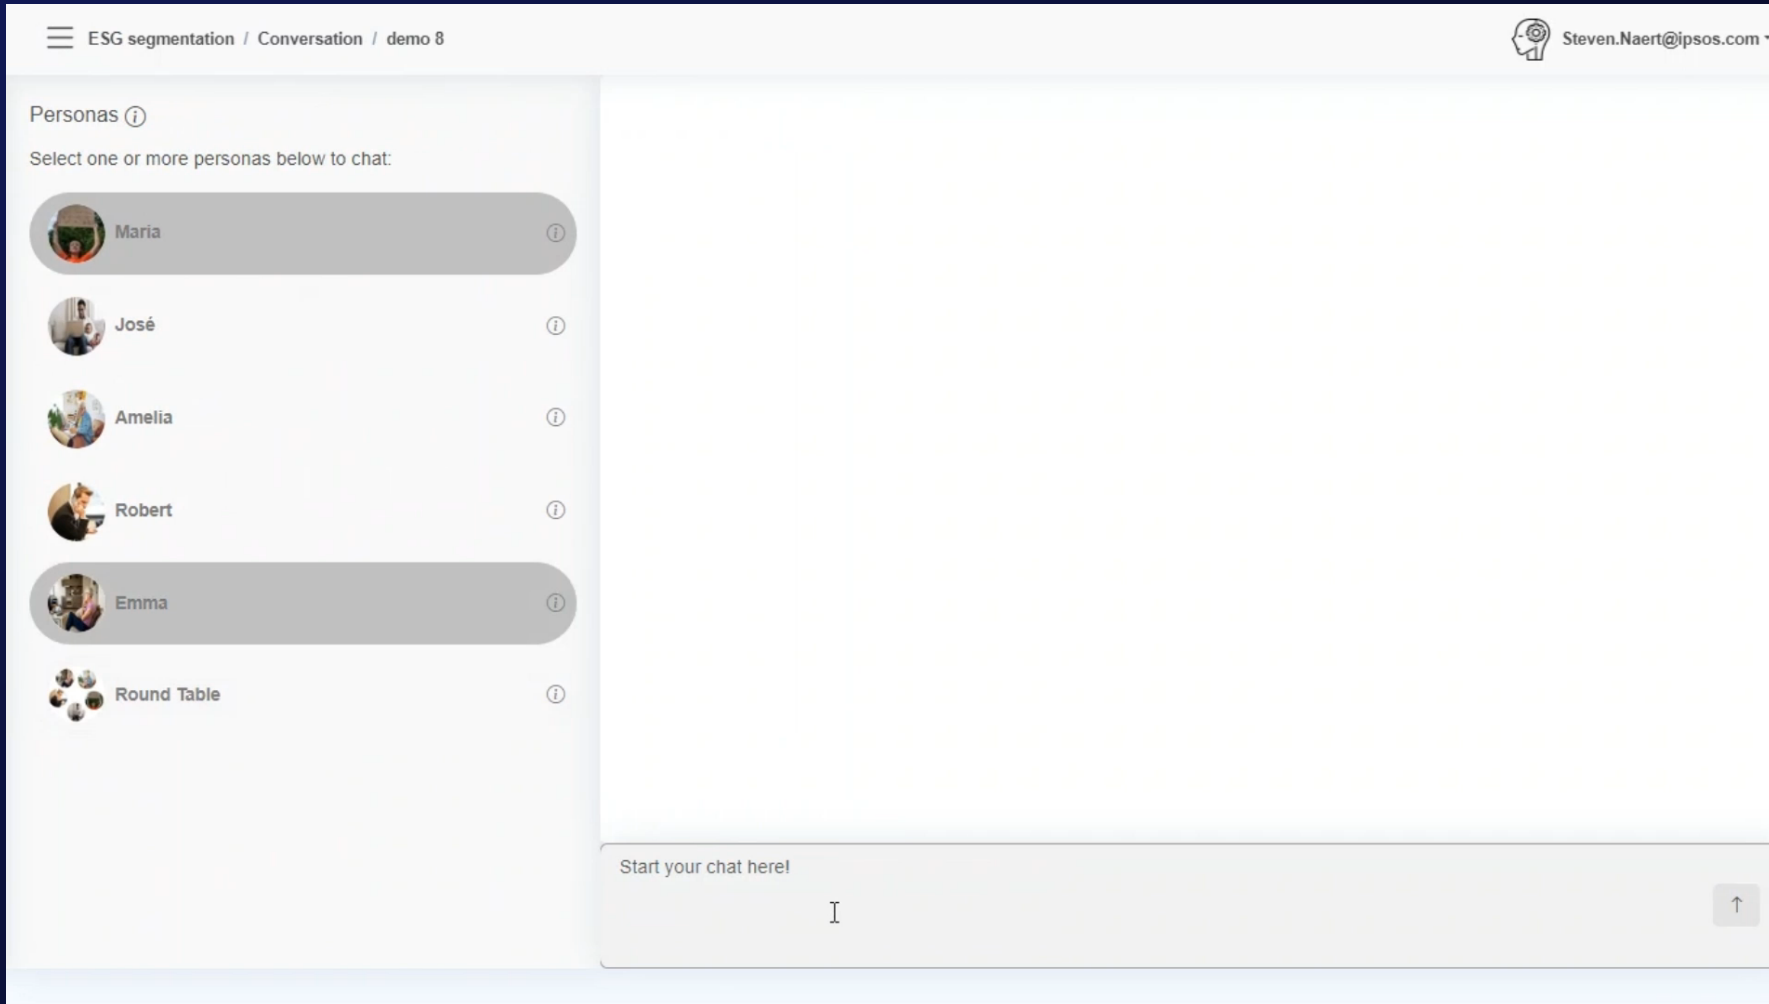 ESG segmentation / Conversation / demo 8
Steven.Naert@ipsos.com
Personas
Select one or more personas below to chat:
Maria
José
Amelia
Robert
Emma
Round Table
Start your chat here!